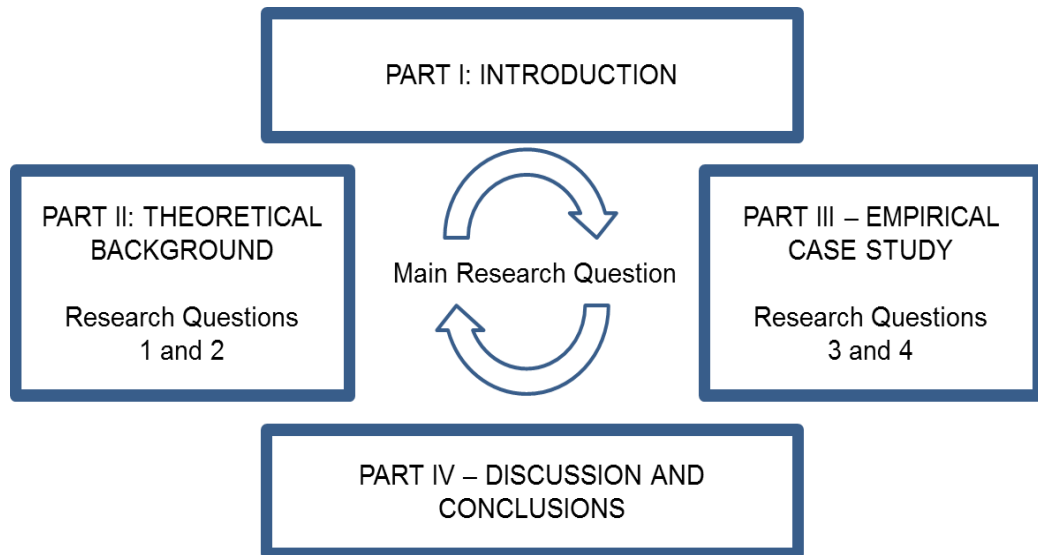 PART I: INTRODUCTION
PART II: THEORETICAL
BACKGROUND
Research Questions
1 and 2
Main Research Question
PART III – EMPIRICAL
CASE STUDY
Research Questions
3 and 4
PART IV – DISCUSSION AND
CONCLUSIONS